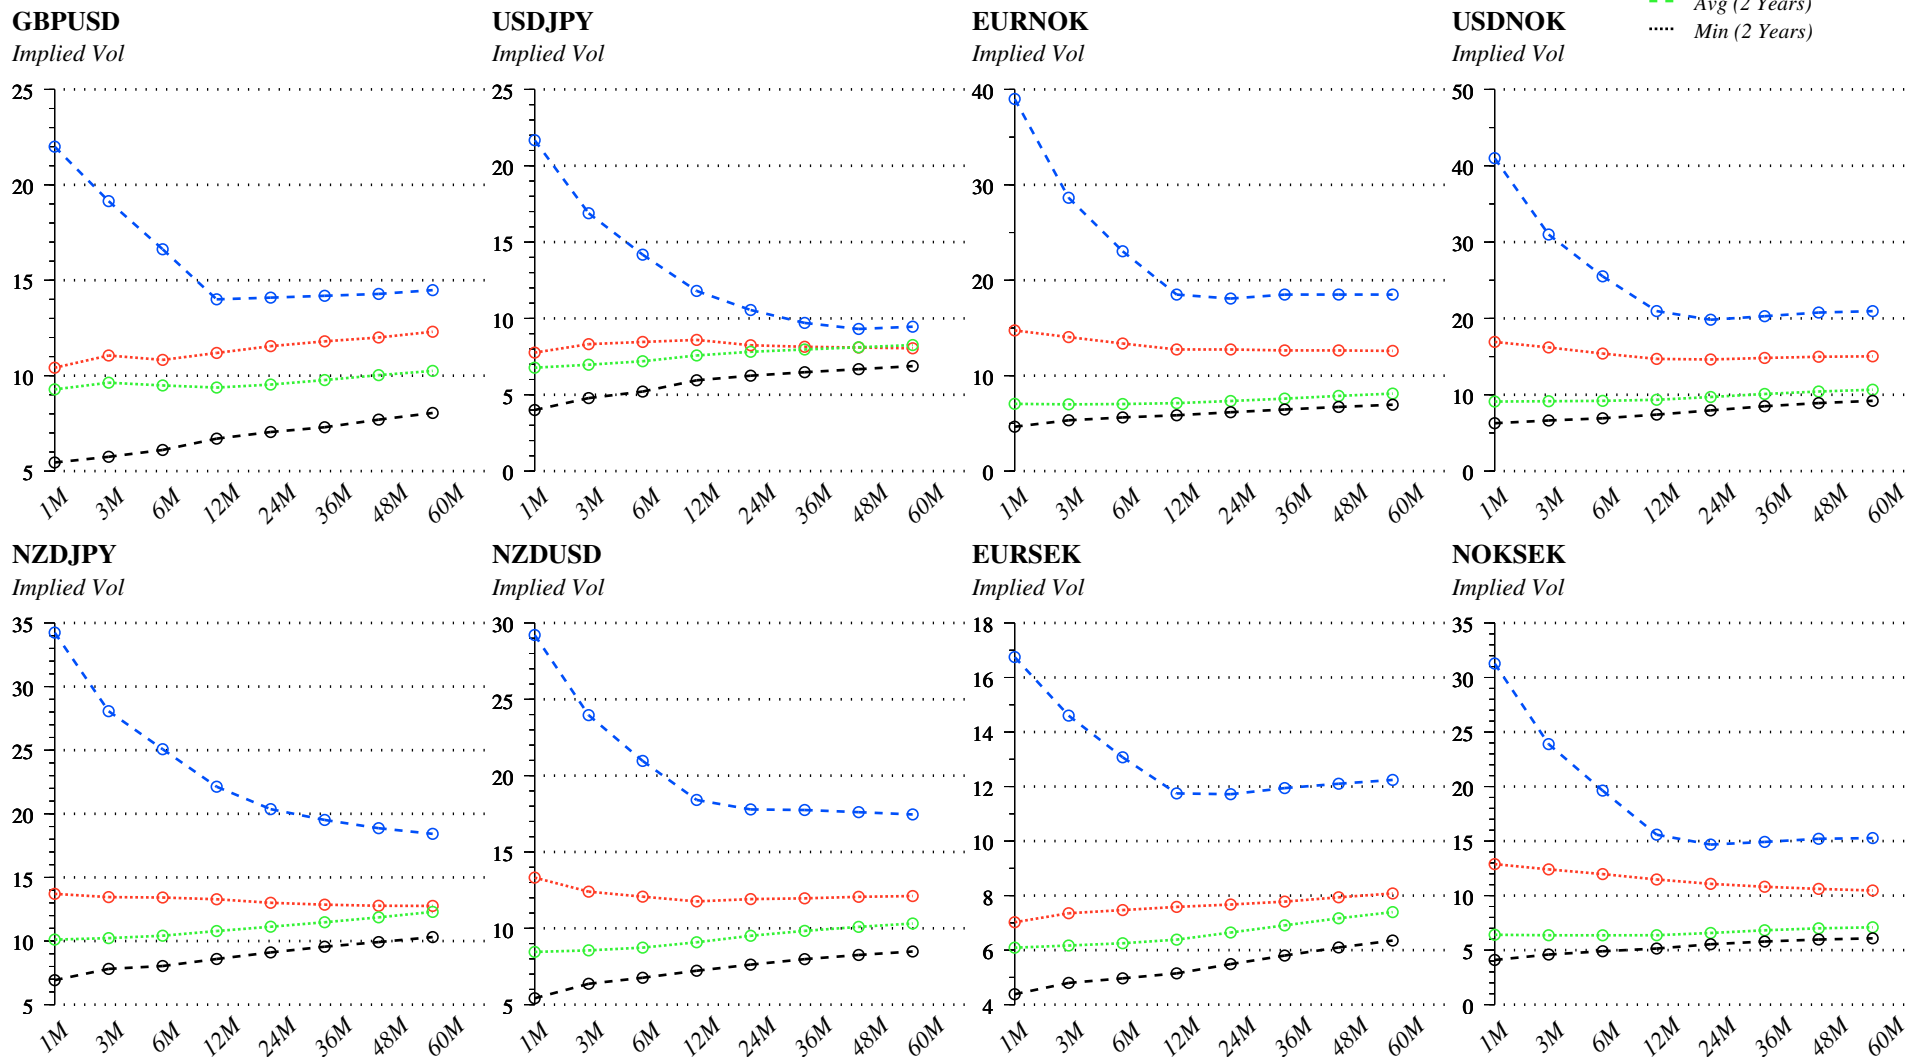 Avg (2 Years)
Min (2 Years)
GBPUSD
Implied Vol
25
20
15
10
5
1M 3M 6M 12M 24M 36M 48M 60M
USDJPY
Implied Vol
25
20
15
10
5
0
1M 3M 6M 12M 24M 36M 48M 60M
EURNOK
Implied Vol
40
30
20
10
0
1M 3M 6M 12M 24M 36M 48M 60M
USDNOK
Implied Vol
50
40
30
20
10
0
1M 3M 6M 12M 24M 36M 48M 60M
NZDJPY
Implied Vol
35
30
25
20
15
10
5
1M 3M 6M 12M 24M 36M 48M 60M
NZDUSD
Implied Vol
30
25
20
15
10
5
1M 3M 6M 12M 24M 36M 48M 60M
EURSEK
Implied Vol
18
16
14
12
10
8
6
4
1M 3M 6M 12M 24M 36M 48M 60M
NOKSEK
Implied Vol
35
30
25
20
15
10
5
0
1M 3M 6M 12M 24M 36M 48M 60M